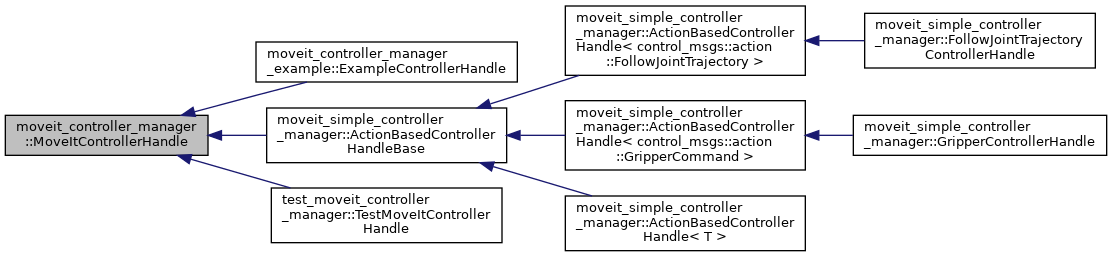 moveit_controller_manager
::MoveItControllerHandle
moveit_controller_manager
_example::ExampleControllerHandle
moveit_simple_controller
_manager::ActionBasedController
HandleBase
test_moveit_controller
_manager::TestMoveItController
Handle
moveit_simple_controller
_manager::ActionBasedController
Handle< control_msgs::action
::FollowJointTrajectory >
moveit_simple_controller
_manager::ActionBasedController
Handle< control_msgs::action
::GripperCommand >
moveit_simple_controller
_manager::ActionBasedController
Handle< T >
moveit_simple_controller
_manager::FollowJointTrajectory
ControllerHandle
moveit_simple_controller
_manager::GripperControllerHandle